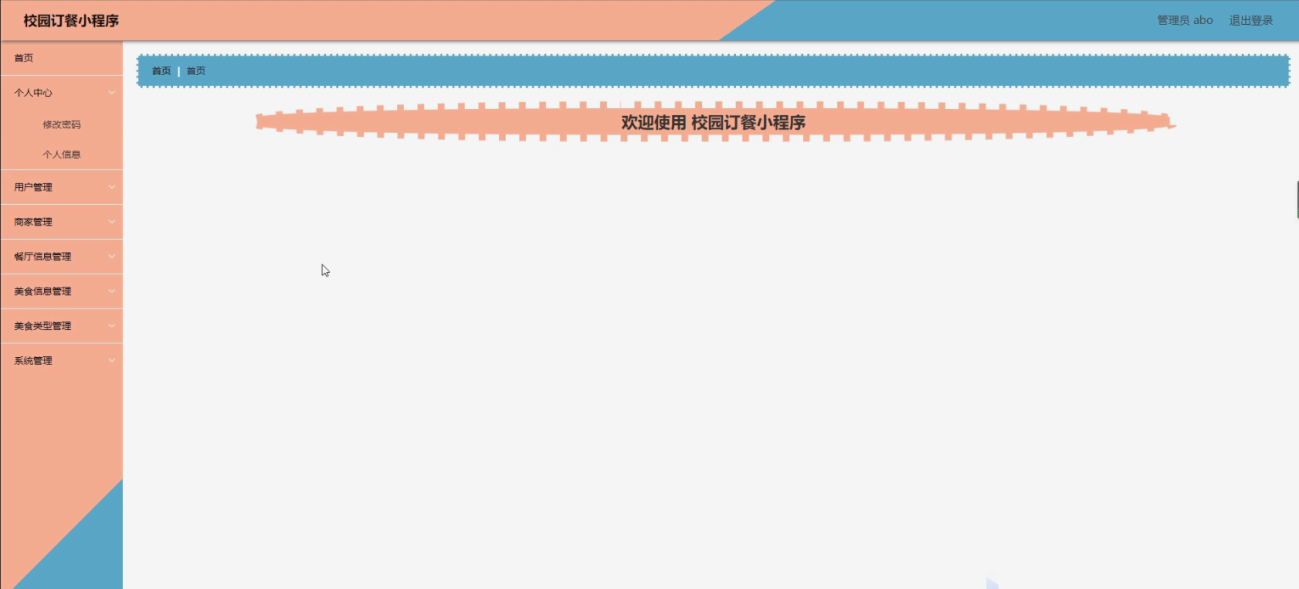 校园订餐小程序
管理员 abo 退出登录
首页
个人中心
修改密码
个人信息
用户管理
商家管理
餐厅信息管理
美食信息管理
美食类型管理
系统管理
首页 | 首页
欢迎使用 校园订餐小程序